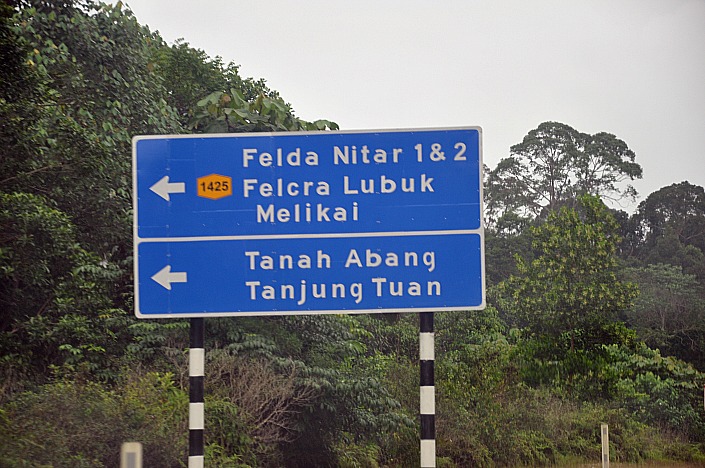 Felda Nitar 1 & 2
1425 Felcra Lubuk
Melikai
Tanah Abang
Tanjung Tuan